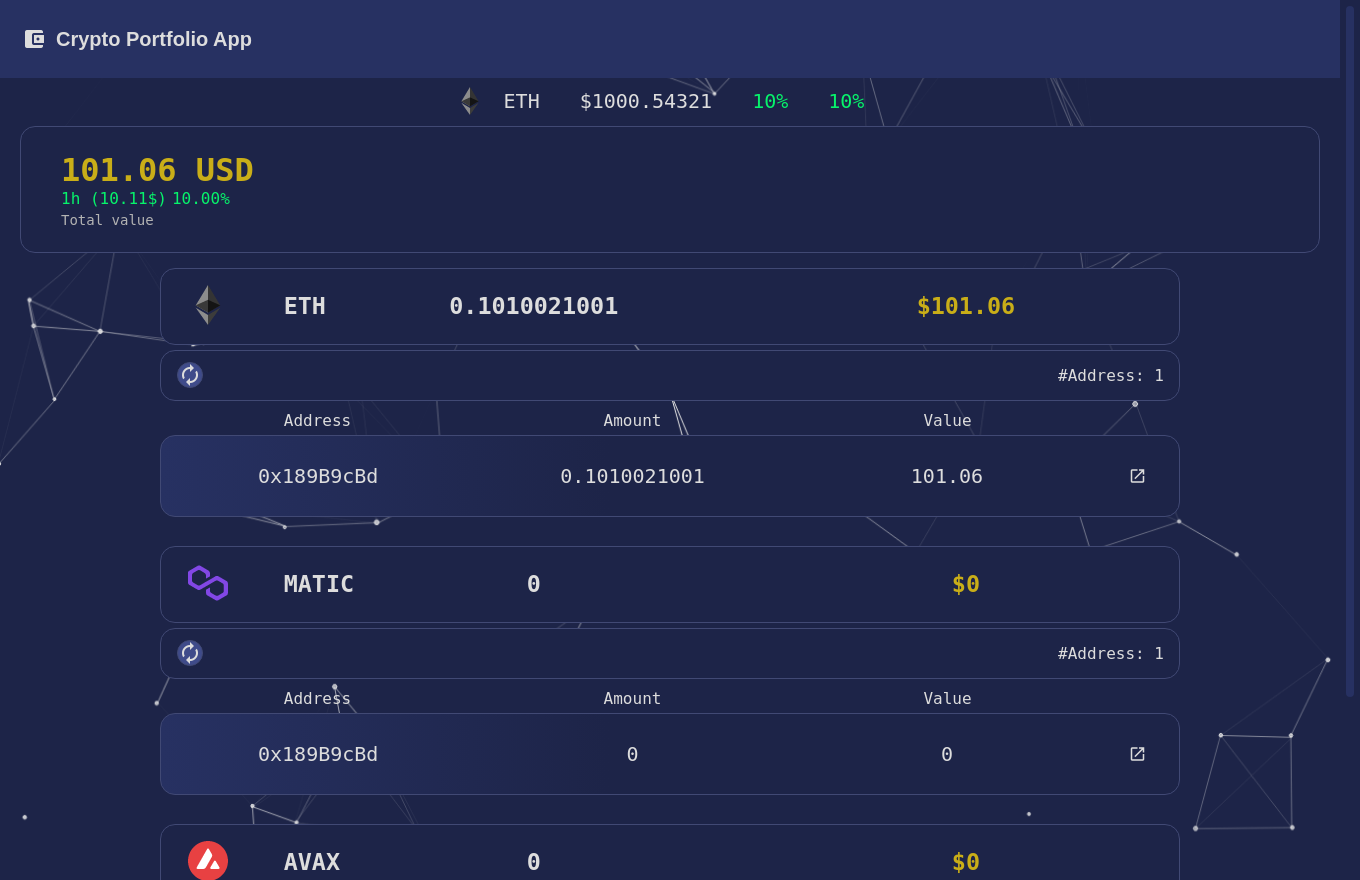 Crypto Portfolio App
ETH $1000.54321 10% 10%
101.06 USD
1h (10.11$) 10.00%
Total value
ETH 0.1010021001 $101.06
#Address: 1
Address Amount Value
0x189B9cBd 0.1010021001 101.06
MATIC 0 $0
#Address: 1
Address Amount Value
0x189B9cBd 0 0
AVAX 0 $0